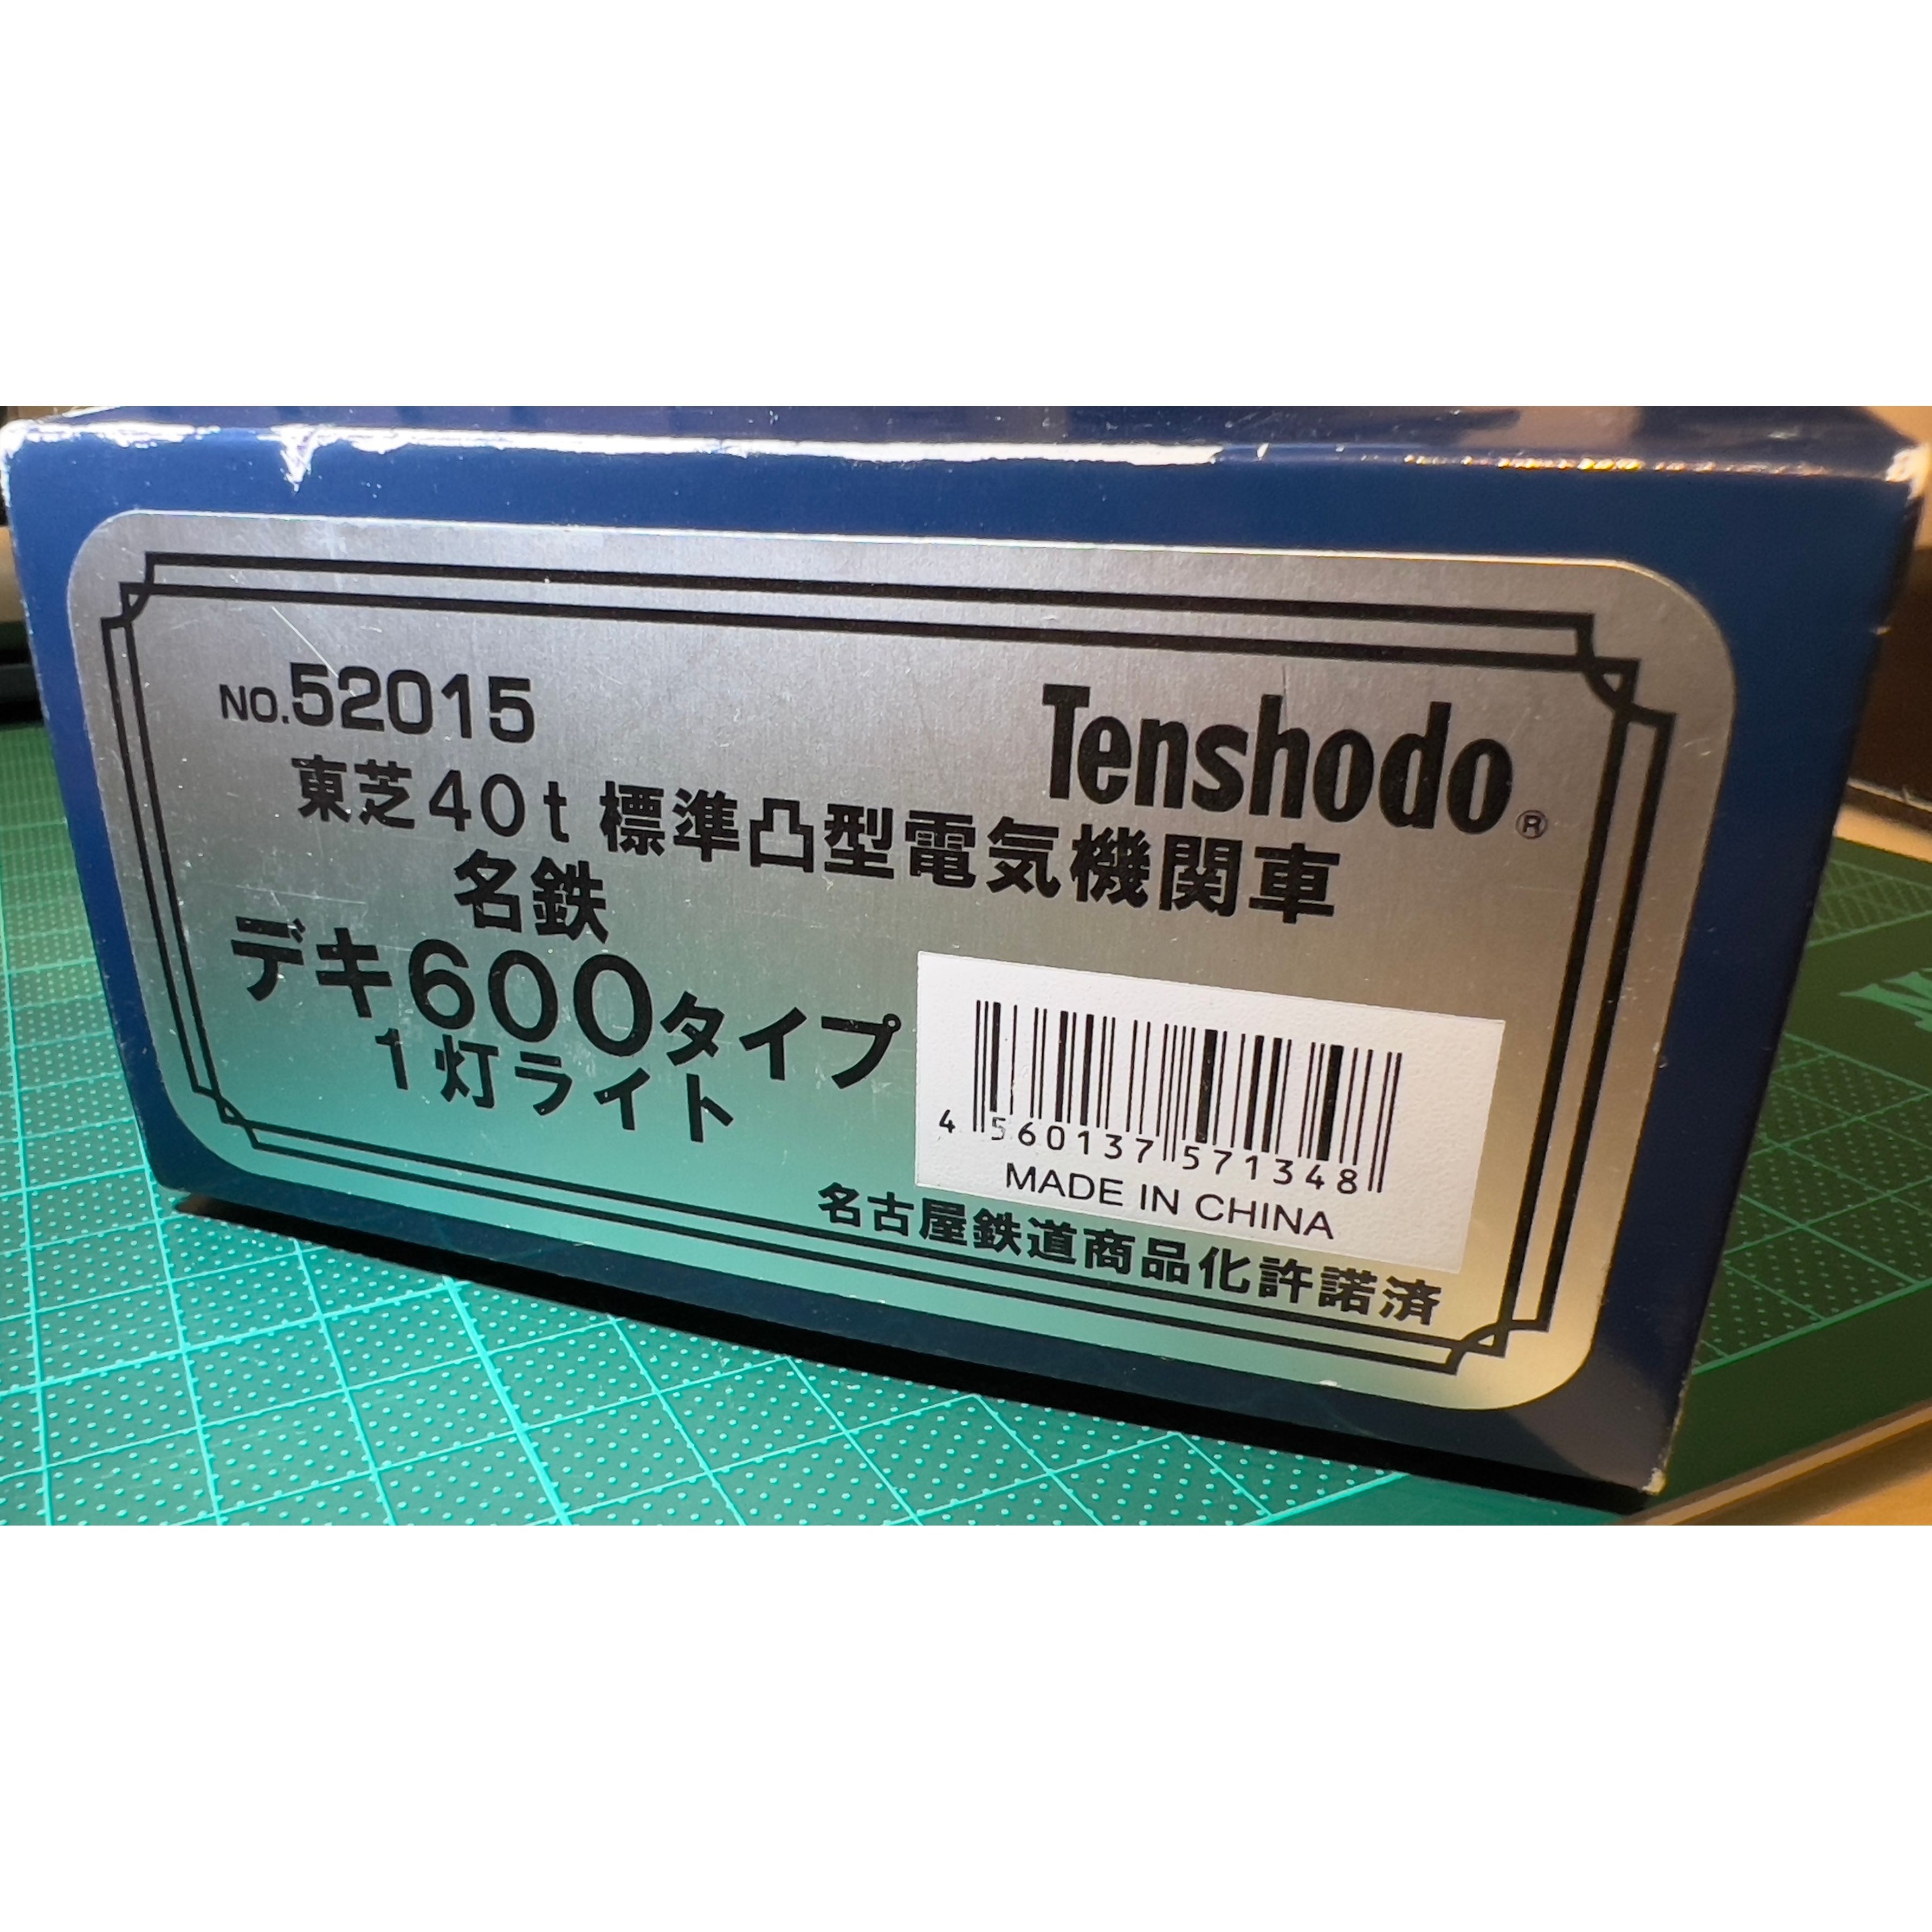 NO.52015
Tenshodo®
東芝40t標準凸型電気機関車
名鉄
デキ600タイプ
1灯ライト
4560137571348
MADE IN CHINA
名古屋鉄道商品化許諾済